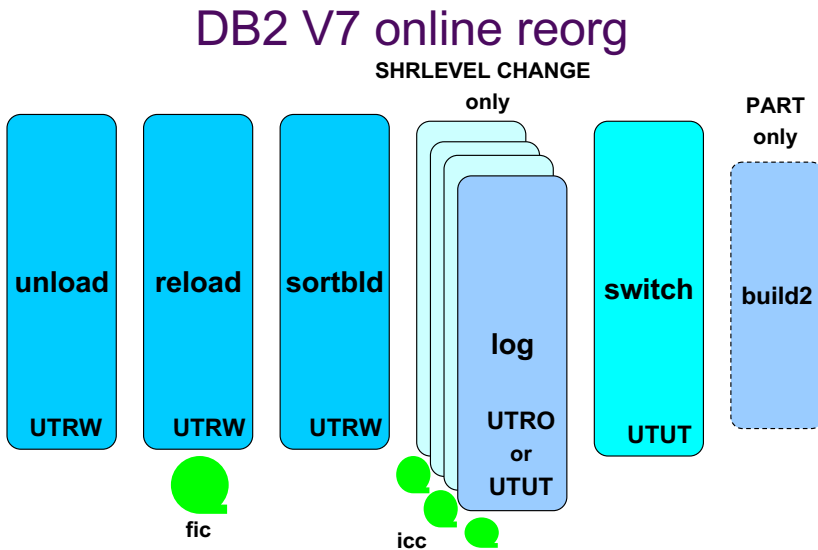 DB2 V7 online reorg
SHRLEVEL CHANGE
only
PART
only
unload
UTRW
reload
UTRW
sortbld
UTRW
log
UTRO
or
UTUT
switch
UTUT
build2
fic
icc